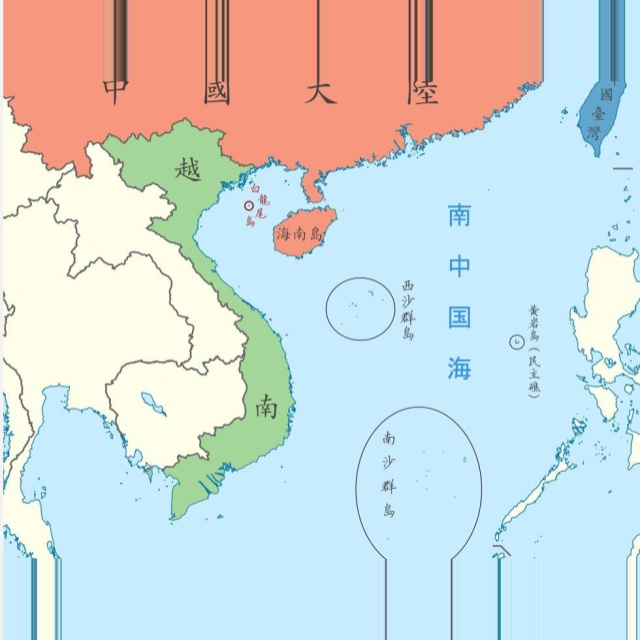 中國大陸
國
臺灣
越南
白龍尾島
海南島
西沙群島
南中国海
黃岩島（民主礁）
南沙群島